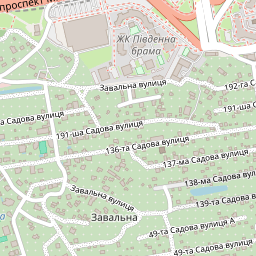 проспект М
ЖК Південна
брама
Завальна вулиця
192-га Садова
191-ша
191-ша Садова вулиця
та Садова вулиця
136-та Садова вулиця
137-ма Садова вулиця
138-ма Садова
Завальна вулиця
Завальна
139-та Садова
49-та Садова вулиця А
49-та Садова вулиця